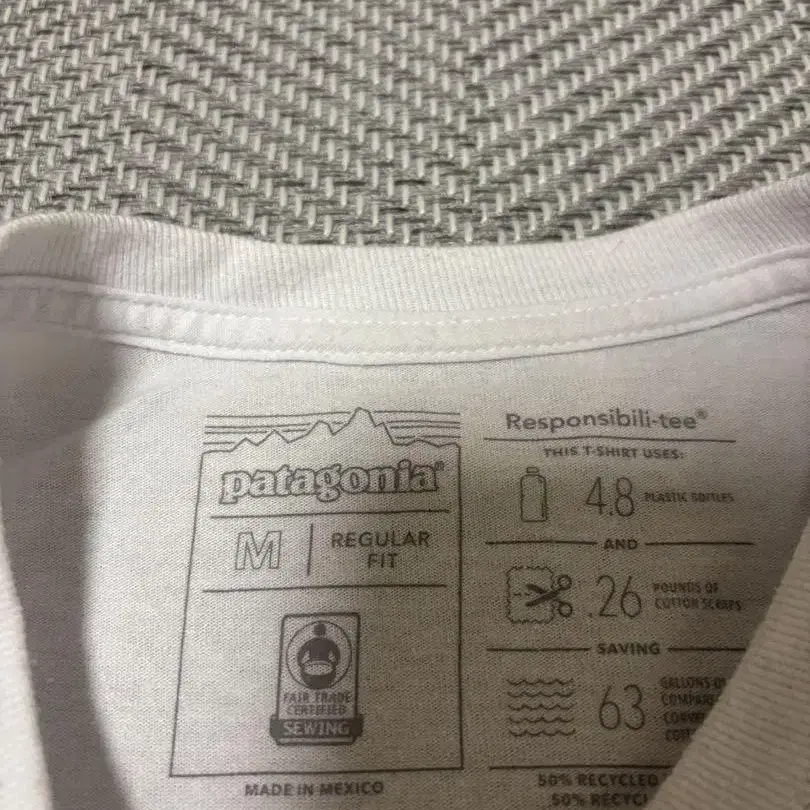 patagonia®
M
REGULAR
FIT
FAIR TRADE
CERTIFIED
SEWING
MADE IN MEXICO
Responsibili-tee®
THIS T-SHIRT USES:
4.8 PLASTIC BOTTLES
AND
.26 POUNDS OF
COTTON SCRAPS
SAVING
63 GALLONS
50% RECYCLED
50%